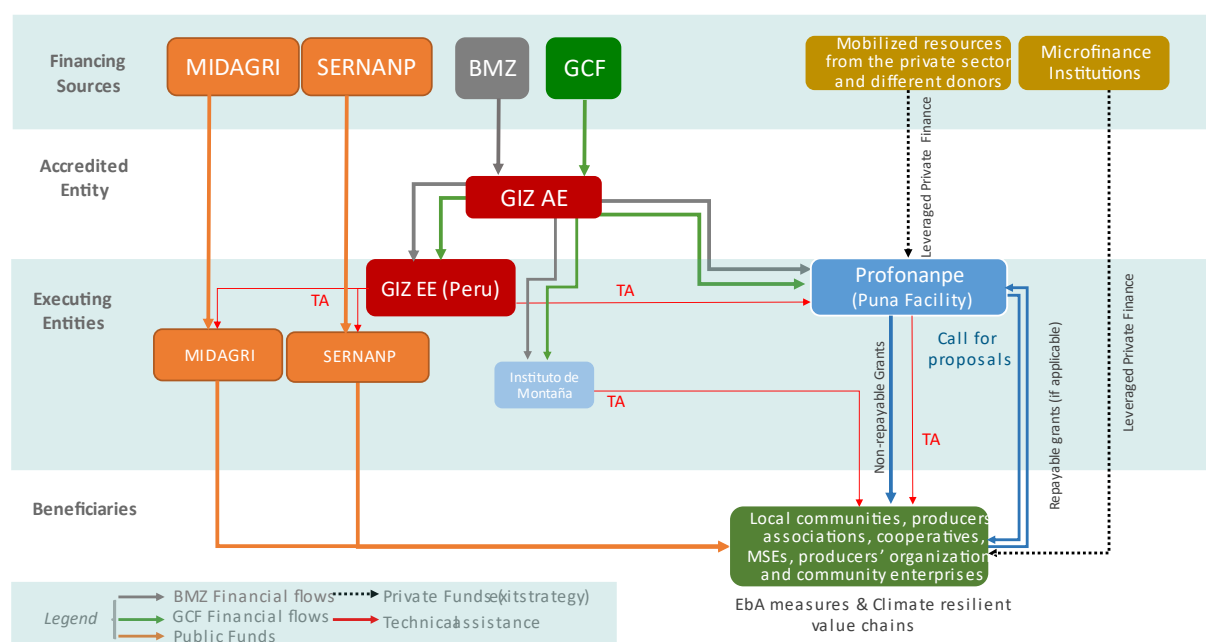 Financing
Sources
MIDAGRI
SERNANP
BMZ
GCF
Mobilized resources
from the private sector
and different donors
Microfinance
Institutions
Accredited
Entity
GIZ AE
Leveraged Private Finance
Executing
Entities
GIZ EE (Peru)
TA
TA
Profonanpe
(Puna Facility)
MIDAGRI
SERNANP
Instituto de
Montaña
TA
Non-repayable Grants
TA
Call for
proposals
Repayable grants (if applicable)
Leveraged Private Finance
Beneficiaries
Local communities, producers
associations, cooperatives,
MSEs, producers’ organization
and community enterprises
EbA measures & Climate resilient
value chains
Legend
BMZ Financial flows
GCF Financial flows
Public Funds
Private Funds (exit strategy)
Technical assistance